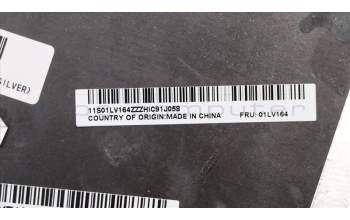 ILVER)
11S01LV164ZZZHIC91J05B
COUNTRY OF ORIGIN:MADE IN CHINA FRU: 01LV164